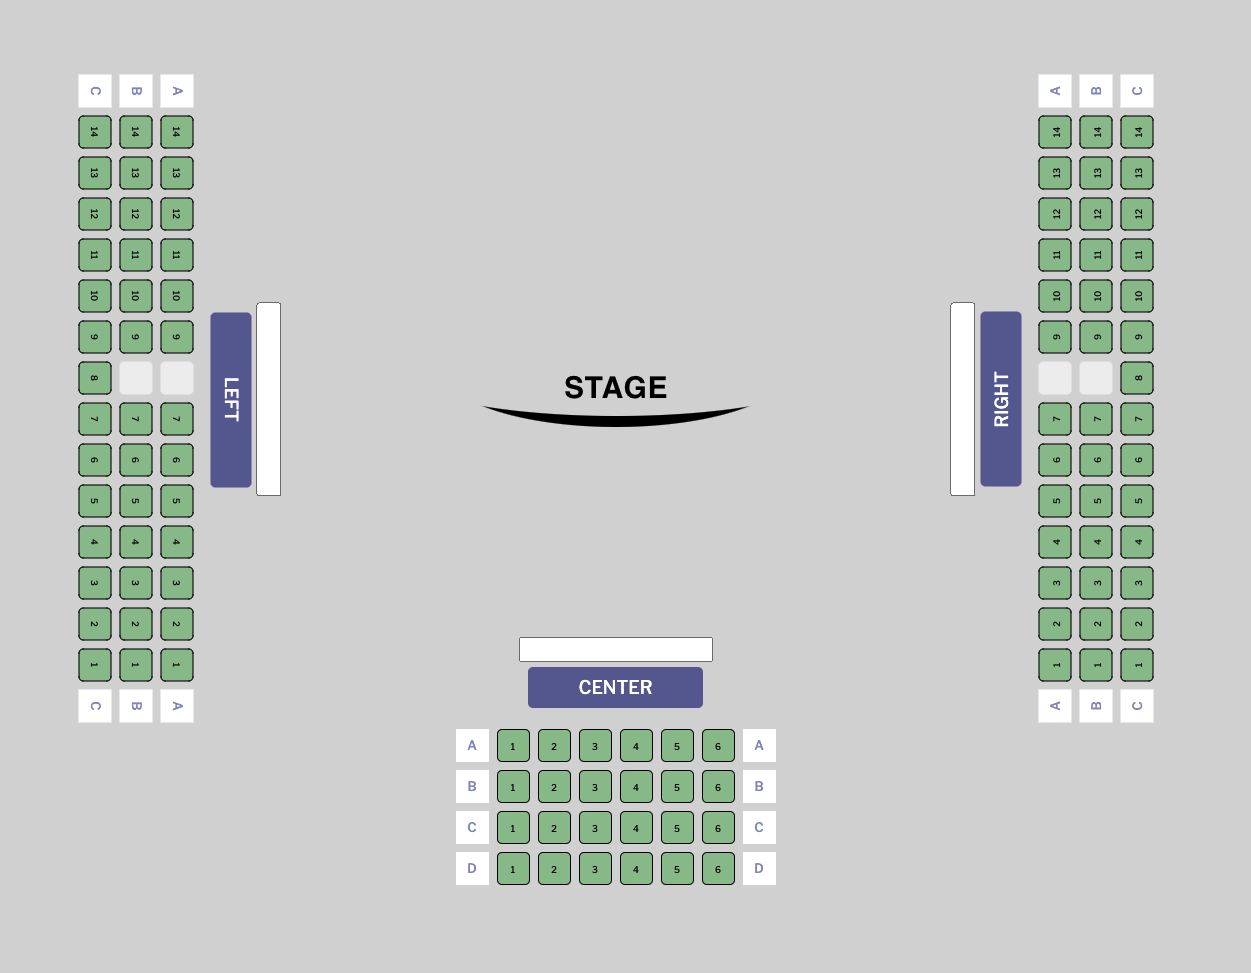 C B A
14 14 14
13 13 13
12 12 12
11 11 11
10 10 10
9 9 9
8
7 7 7
6 6 6
5 5 5
4 4 4
3 3 3
2 2 2
1 1 1
C B A
LEFT
STAGE
RIGHT
A B C
14 14 14
13 13 13
12 12 12
11 11 11
10 10 10
9 9 9
8
7 7 7
6 6 6
5 5 5
4 4 4
3 3 3
2 2 2
1 1 1
A B C
CENTER
A 1 2 3 4 5 6 A
B 1 2 3 4 5 6 B
C 1 2 3 4 5 6 C
D 1 2 3 4 5 6 D